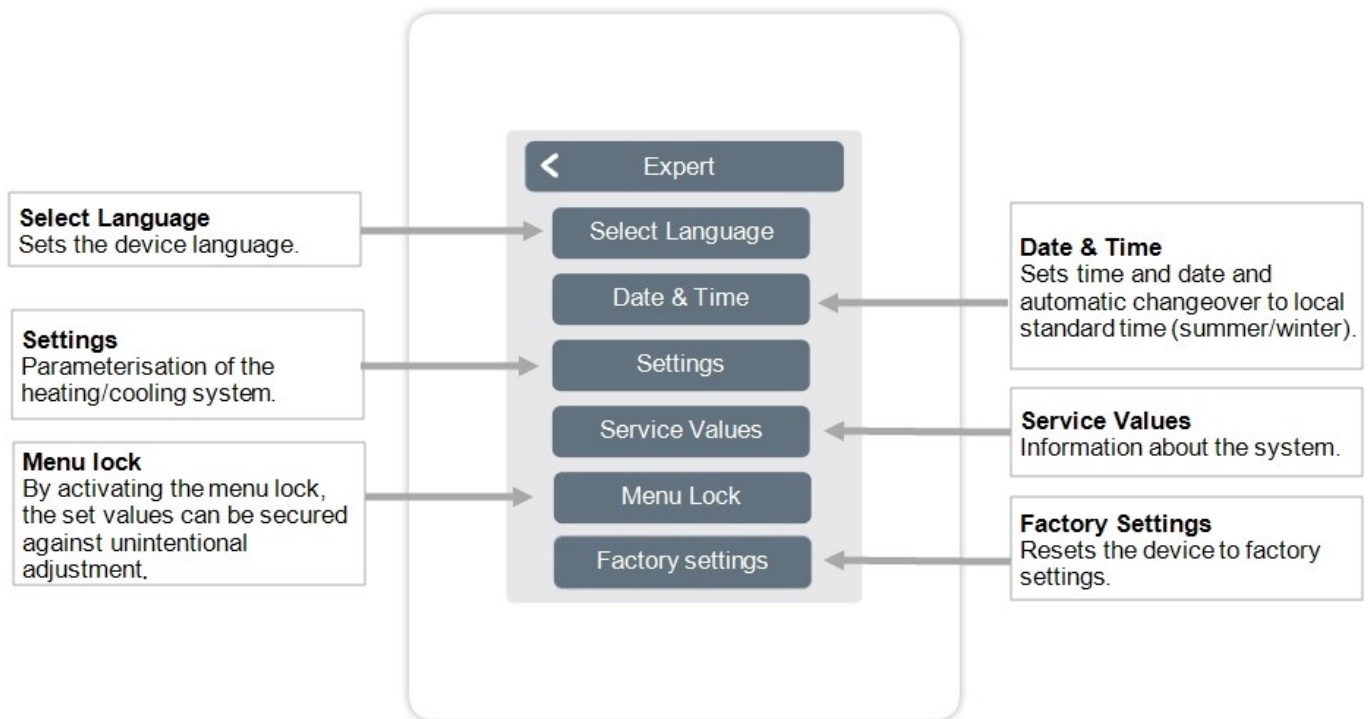 Expert
Select Language
Date & Time
Settings
Service Values
Menu Lock
Factory settings
Select Language
Sets the device language.
Settings
Parameterisation of the
heating/cooling system.
Menu lock
By activating the menu lock,
the set values can be secured
against unintentional
adjustment.
Date & Time
Sets time and date and
automatic changeover to local
standard time (summer/winter).
Service Values
Information about the system.
Factory Settings
Resets the device to factory
settings.